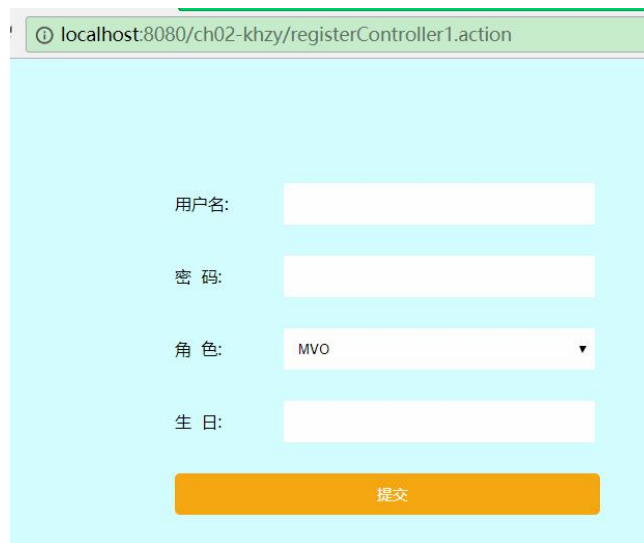 localhost:8080/ch02-khzy/registerController1.action
用户名:
密 码:
角 色: MVO
生 日:
提交